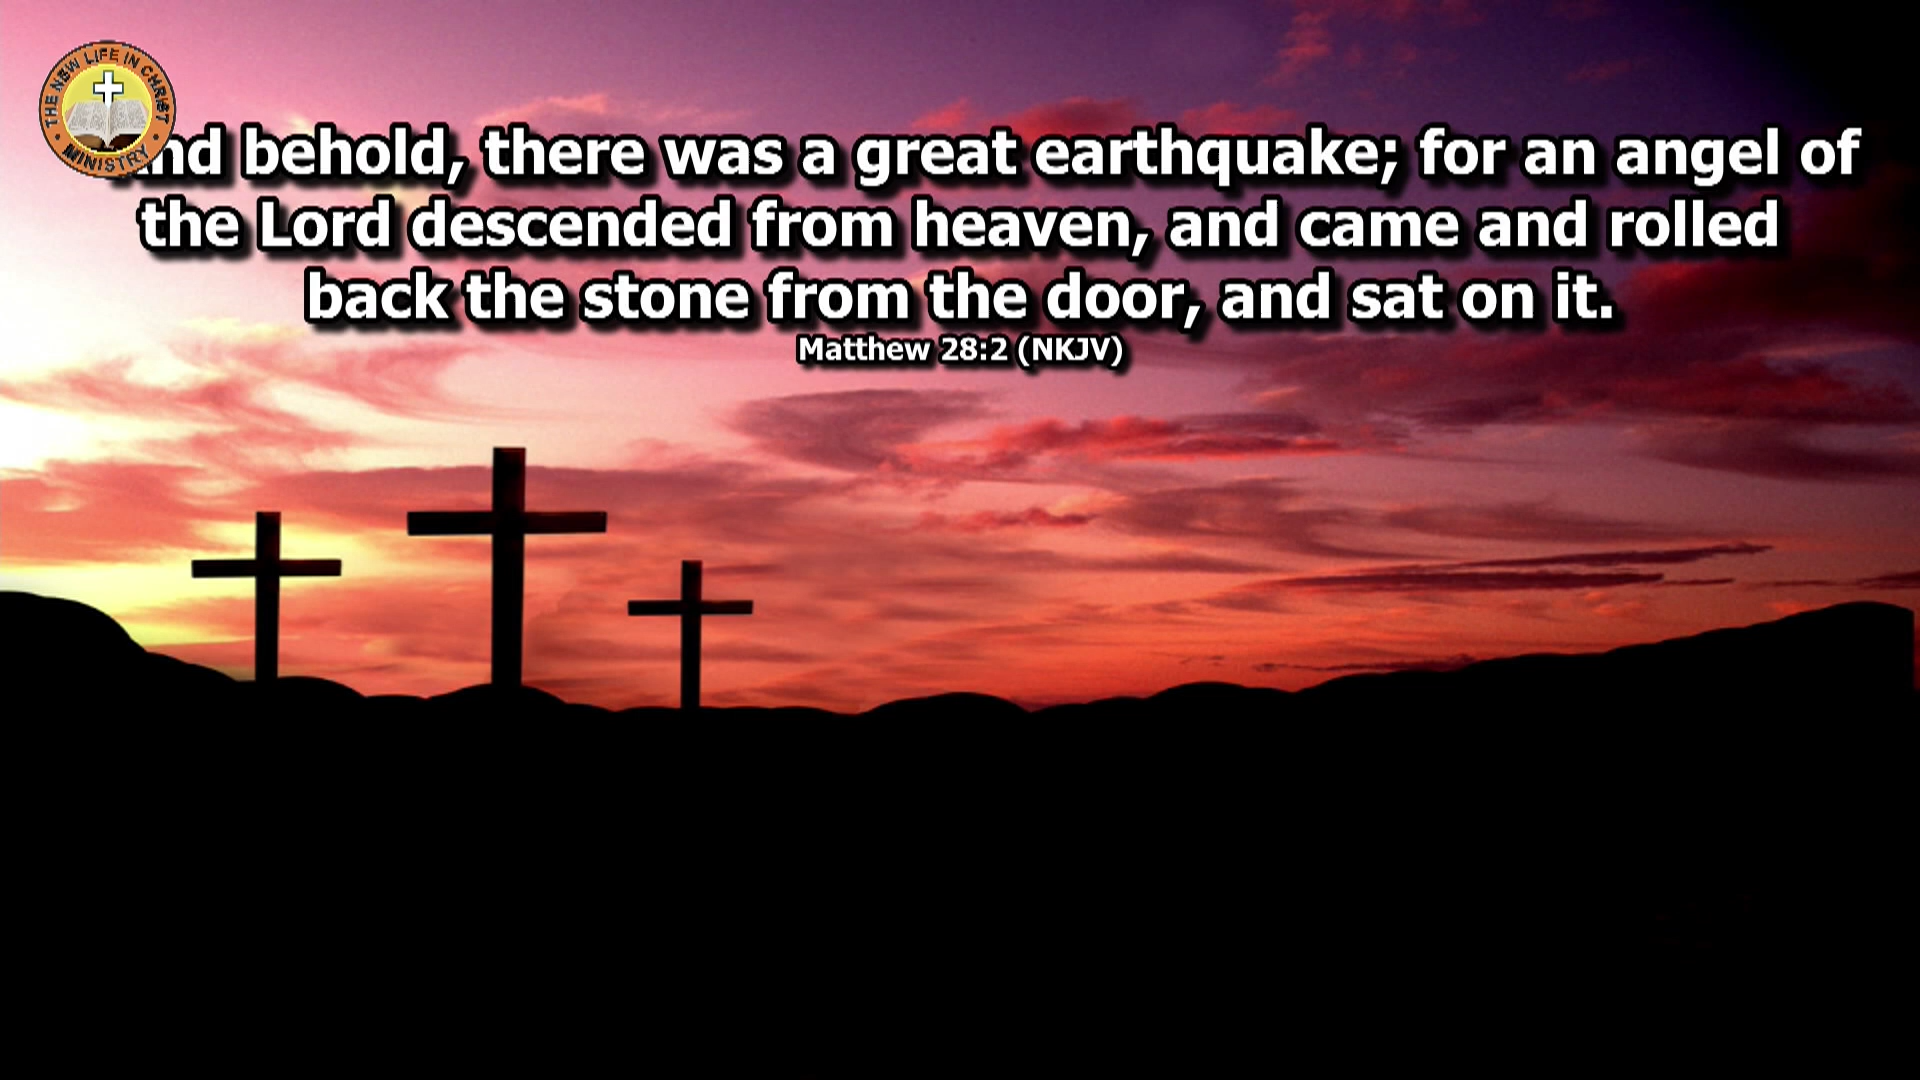 THE NEW LIFE IN CHRIST
MINISTRY
nd behold, there was a great earthquake; for an angel of
the Lord descended from heaven, and came and rolled
back the stone from the door, and sat on it.
Matthew 28:2 (NKJV)